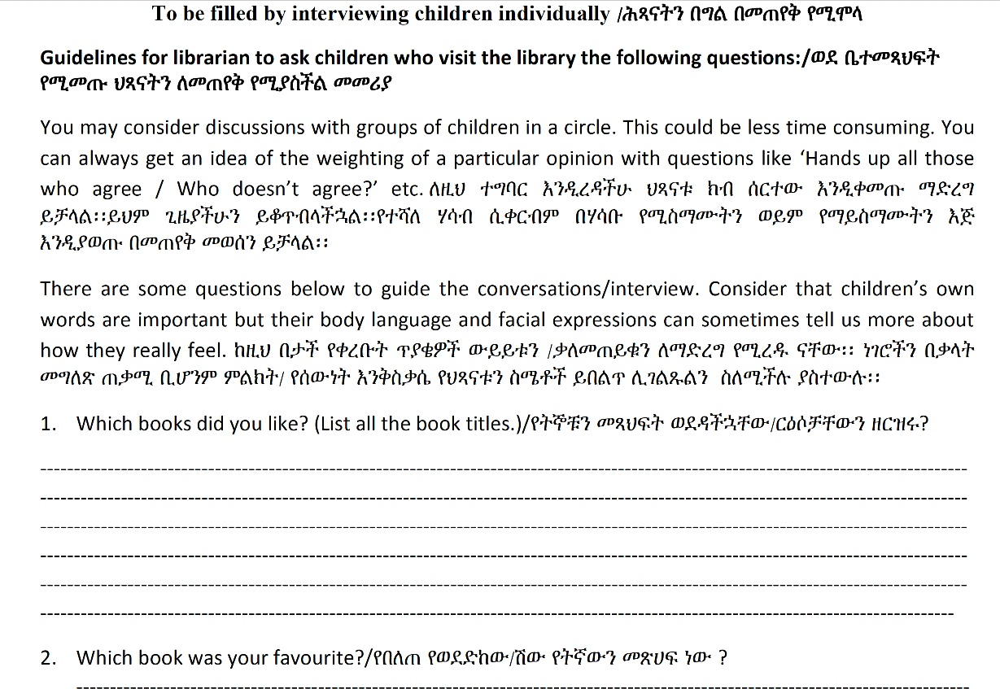 To be filled by interviewing children individually /ሕጻናትን በግል በመጠየቅ የሚሞላ
Guidelines for librarian to ask children who visit the library the following questions:/ወደ ቤተመጻህፍት
የሚመጡ ህጻናትን ለመጠየቅ የሚያስችል መመሪያ
You may consider discussions with groups of children in a circle. This could be less time consuming. You
can always get an idea of the weighting of a particular opinion with questions like ‘Hands up all those
who agree / Who doesn’t agree?’ etc. ለዚህ ተግባር እንዲረዳችሁ ህጻናቱ ክብ ሰርተው እንዲቀመጡ ማድረግ
ይቻላል፡፡ይህም ጊዜያችሁን ይቆጥብላችኋል፡፡የተሻለ ሃሳብ ሲቀርብም በሃሳቡ የሚስማሙትን ወይም የማይስማሙትን እጅ
እንዲያወጡ በመጠየቅ መወሰን ይቻላል፡፡
There are some questions below to guide the conversations/interview. Consider that children’s own
words are important but their body language and facial expressions can sometimes tell us more about
how they really feel. ከዚህ በታች የቀረቡት ጥያቄዎች ውይይቱን /ቃለመጠይቁን ለማድረግ የሚረዱ ናቸው፡፡ ነገሮችን በቃላት
መግለጽ ጠቃሚ ቢሆንም ምልክት/ የሰውነት እንቅስቃሴ የህጻናቱን ስሜቶች ይበልጥ ሊገልጹልን ስለሚችሉ ያስተውሉ፡፡
1. Which books did you like? (List all the book titles.)/የትኞቹን መጻህፍት ወደዳችኋቸው/ርዕሶቻቸውን ዘርዝሩ?
2. Which book was your favourite?/የበለጠ የወደድከው/ሽው የትኛውን መጽሀፍ ነው ?